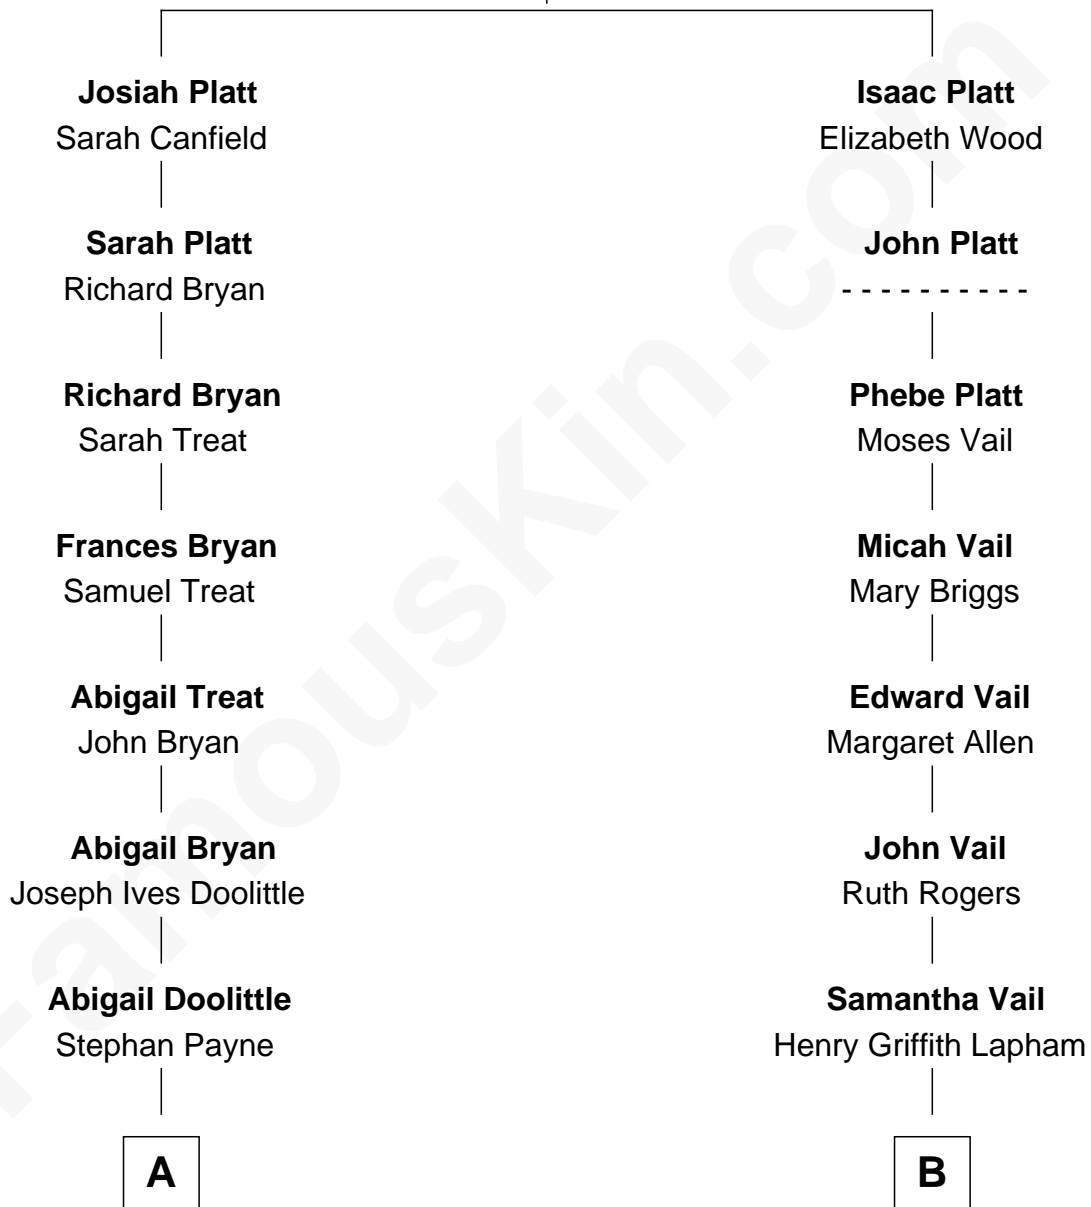 Josiah Platt
Sarah Canfield
Sarah Platt
Richard Bryan
Richard Bryan
Sarah Treat
Frances Bryan
Samuel Treat
Abigail Treat
John Bryan
Abigail Bryan
Joseph Ives Doolittle
Abigail Doolittle
Stephan Payne
A
Isaac Platt
Elizabeth Wood
John Platt
- - - - - - - - - -
Phebe Platt
Moses Vail
Micah Vail
Mary Briggs
Edward Vail
Margaret Allen
John Vail
Ruth Rogers
Samantha Vail
Henry Griffith Lapham
B
FamousKin.com